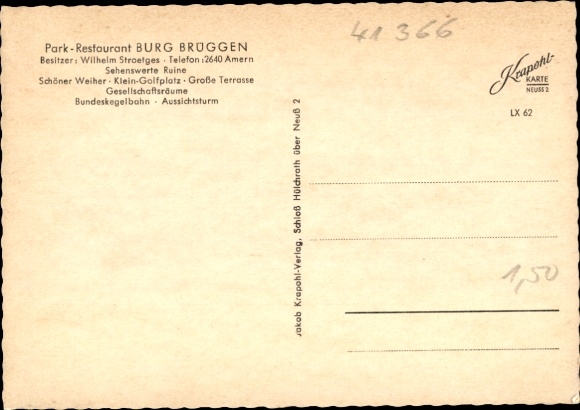 41 366
Park-Restaurant BURG BRÜGGEN
Besitzer: Wilhelm Stroetges · Telefon: 2640 Amern
Sehenswerte Ruine
Schöner Weiher · Klein-Golfplatz · Große Terrasse
Gesellschaftsräume
Bundeskegelbahn · Aussichtsturm
Krapohl-
KARTE
NEUSS 2
LX 62
Jakob Krapohl-Verlag, Schloß Hülchrath über Neuß 2
1,50